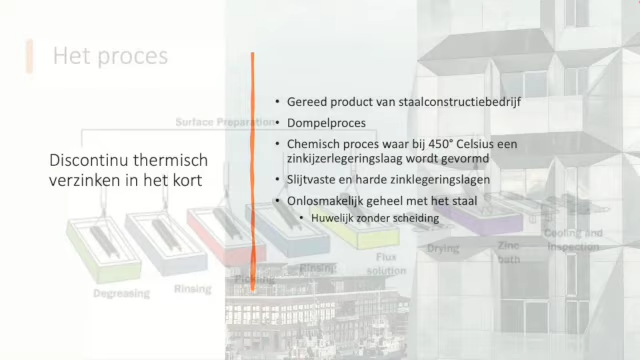 Het proces
Surface Preparation
Discontinu thermisch
verzinken in het kort
• Gereed product van staalconstructiebedrijf
• Dompelproces
• Chemisch proces waar bij 450° Celsius een
zinkijzerlegeringslaag wordt gevormd
• Slijtvaste en harde zinklegeringslagen
• Onlosmakelijk geheel met het staal
• Huwelijk zonder scheiding
Degreasing
Rinsing
Pickling
Rinsing
Flux
solution
Drying
Zinc
bath
Cooling and
Inspection